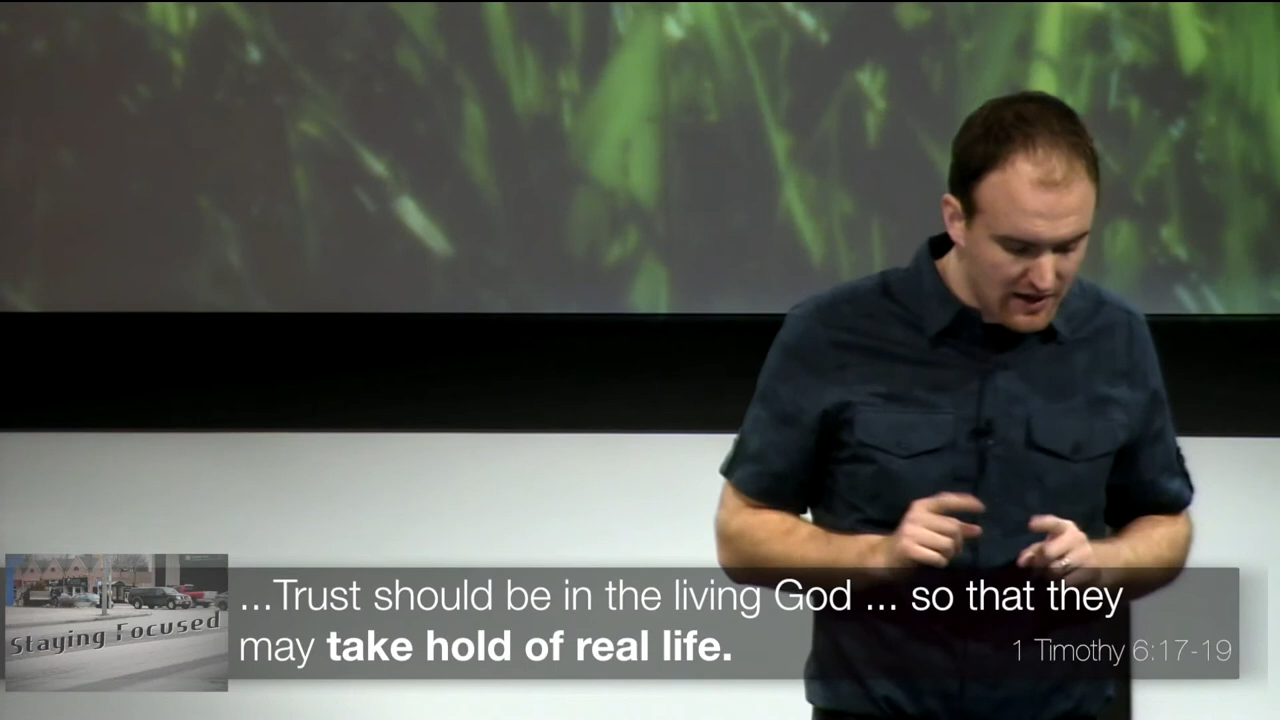 Staying Focused
...Trust should be in the living God ... so that they
may take hold of real life.
1 Timothy 6:17-19